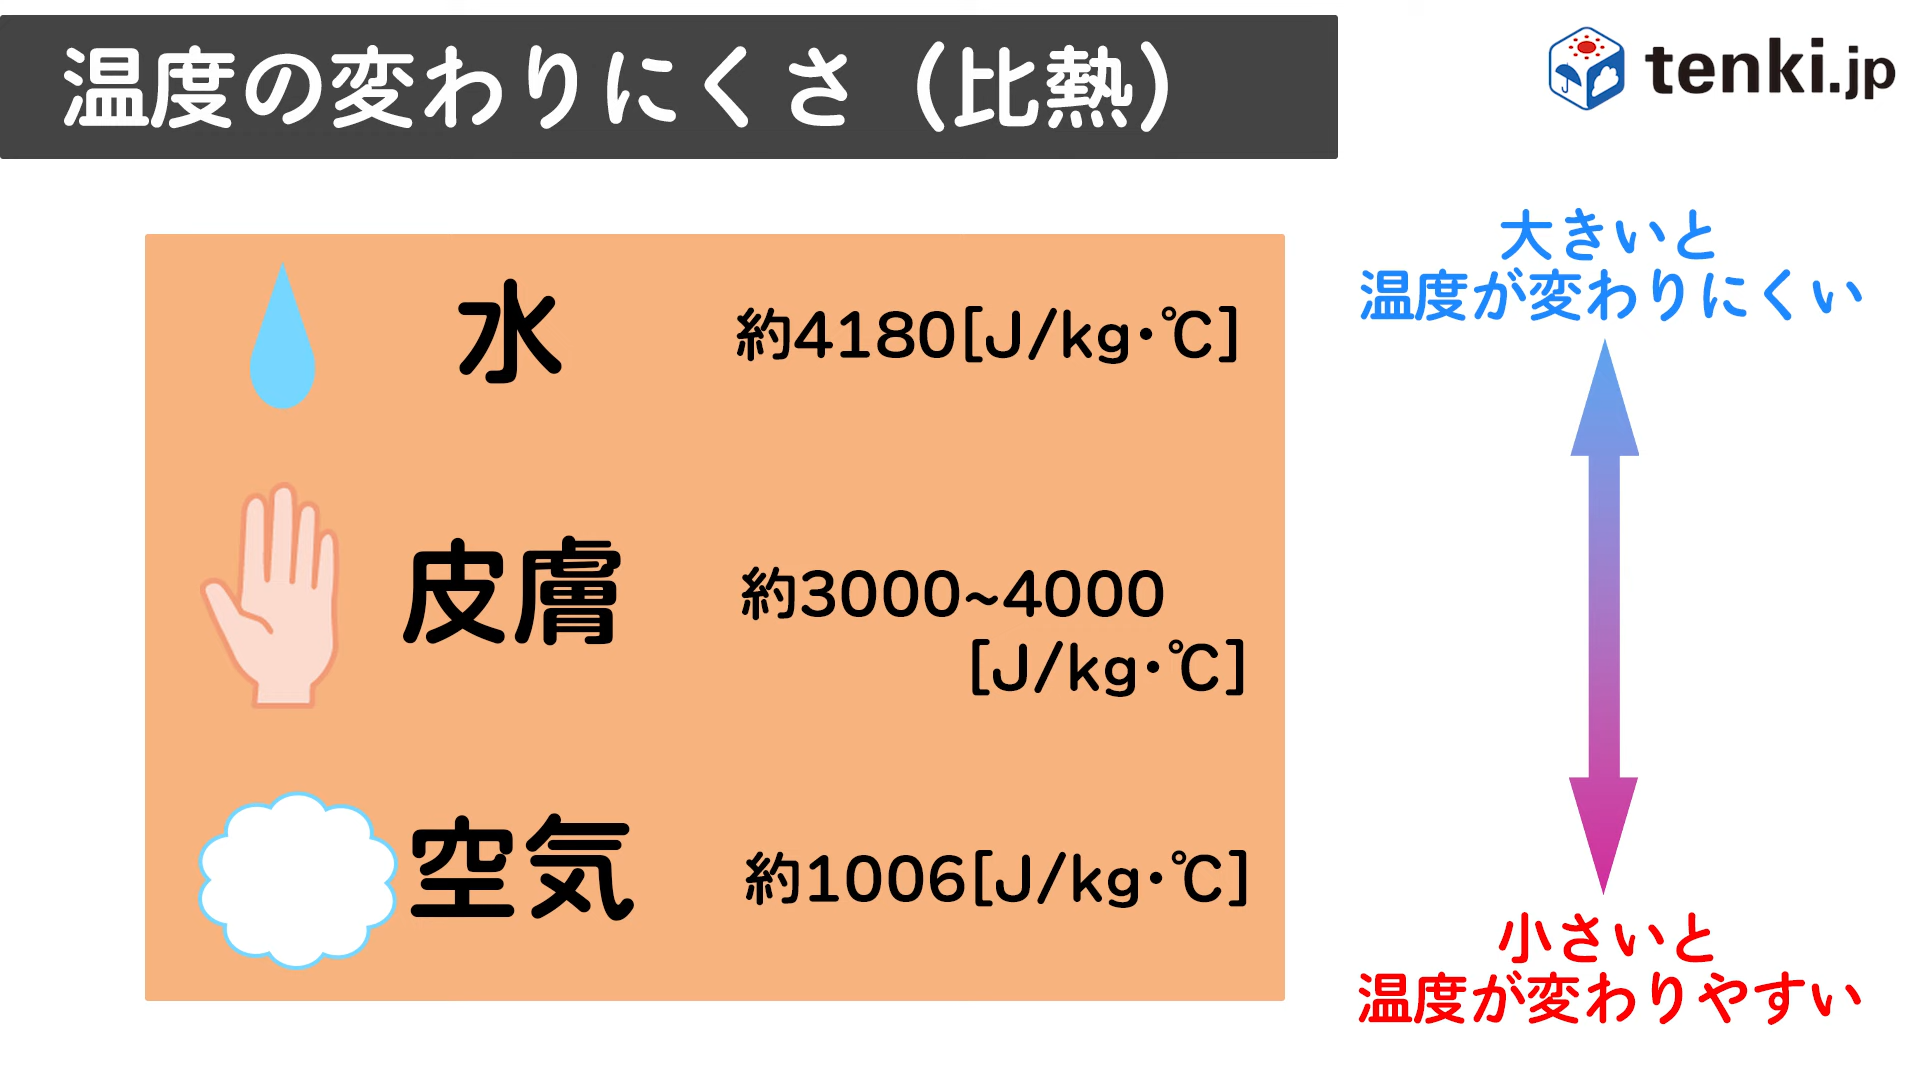 温度の変わりにくさ（比熱）
tenki.jp
大きいと
温度が変わりにくい
水 約4180[J/kg・℃]
皮膚 約3000~4000
[J/kg・℃]
空気 約1006[J/kg・℃]
小さいと
温度が変わりやすい